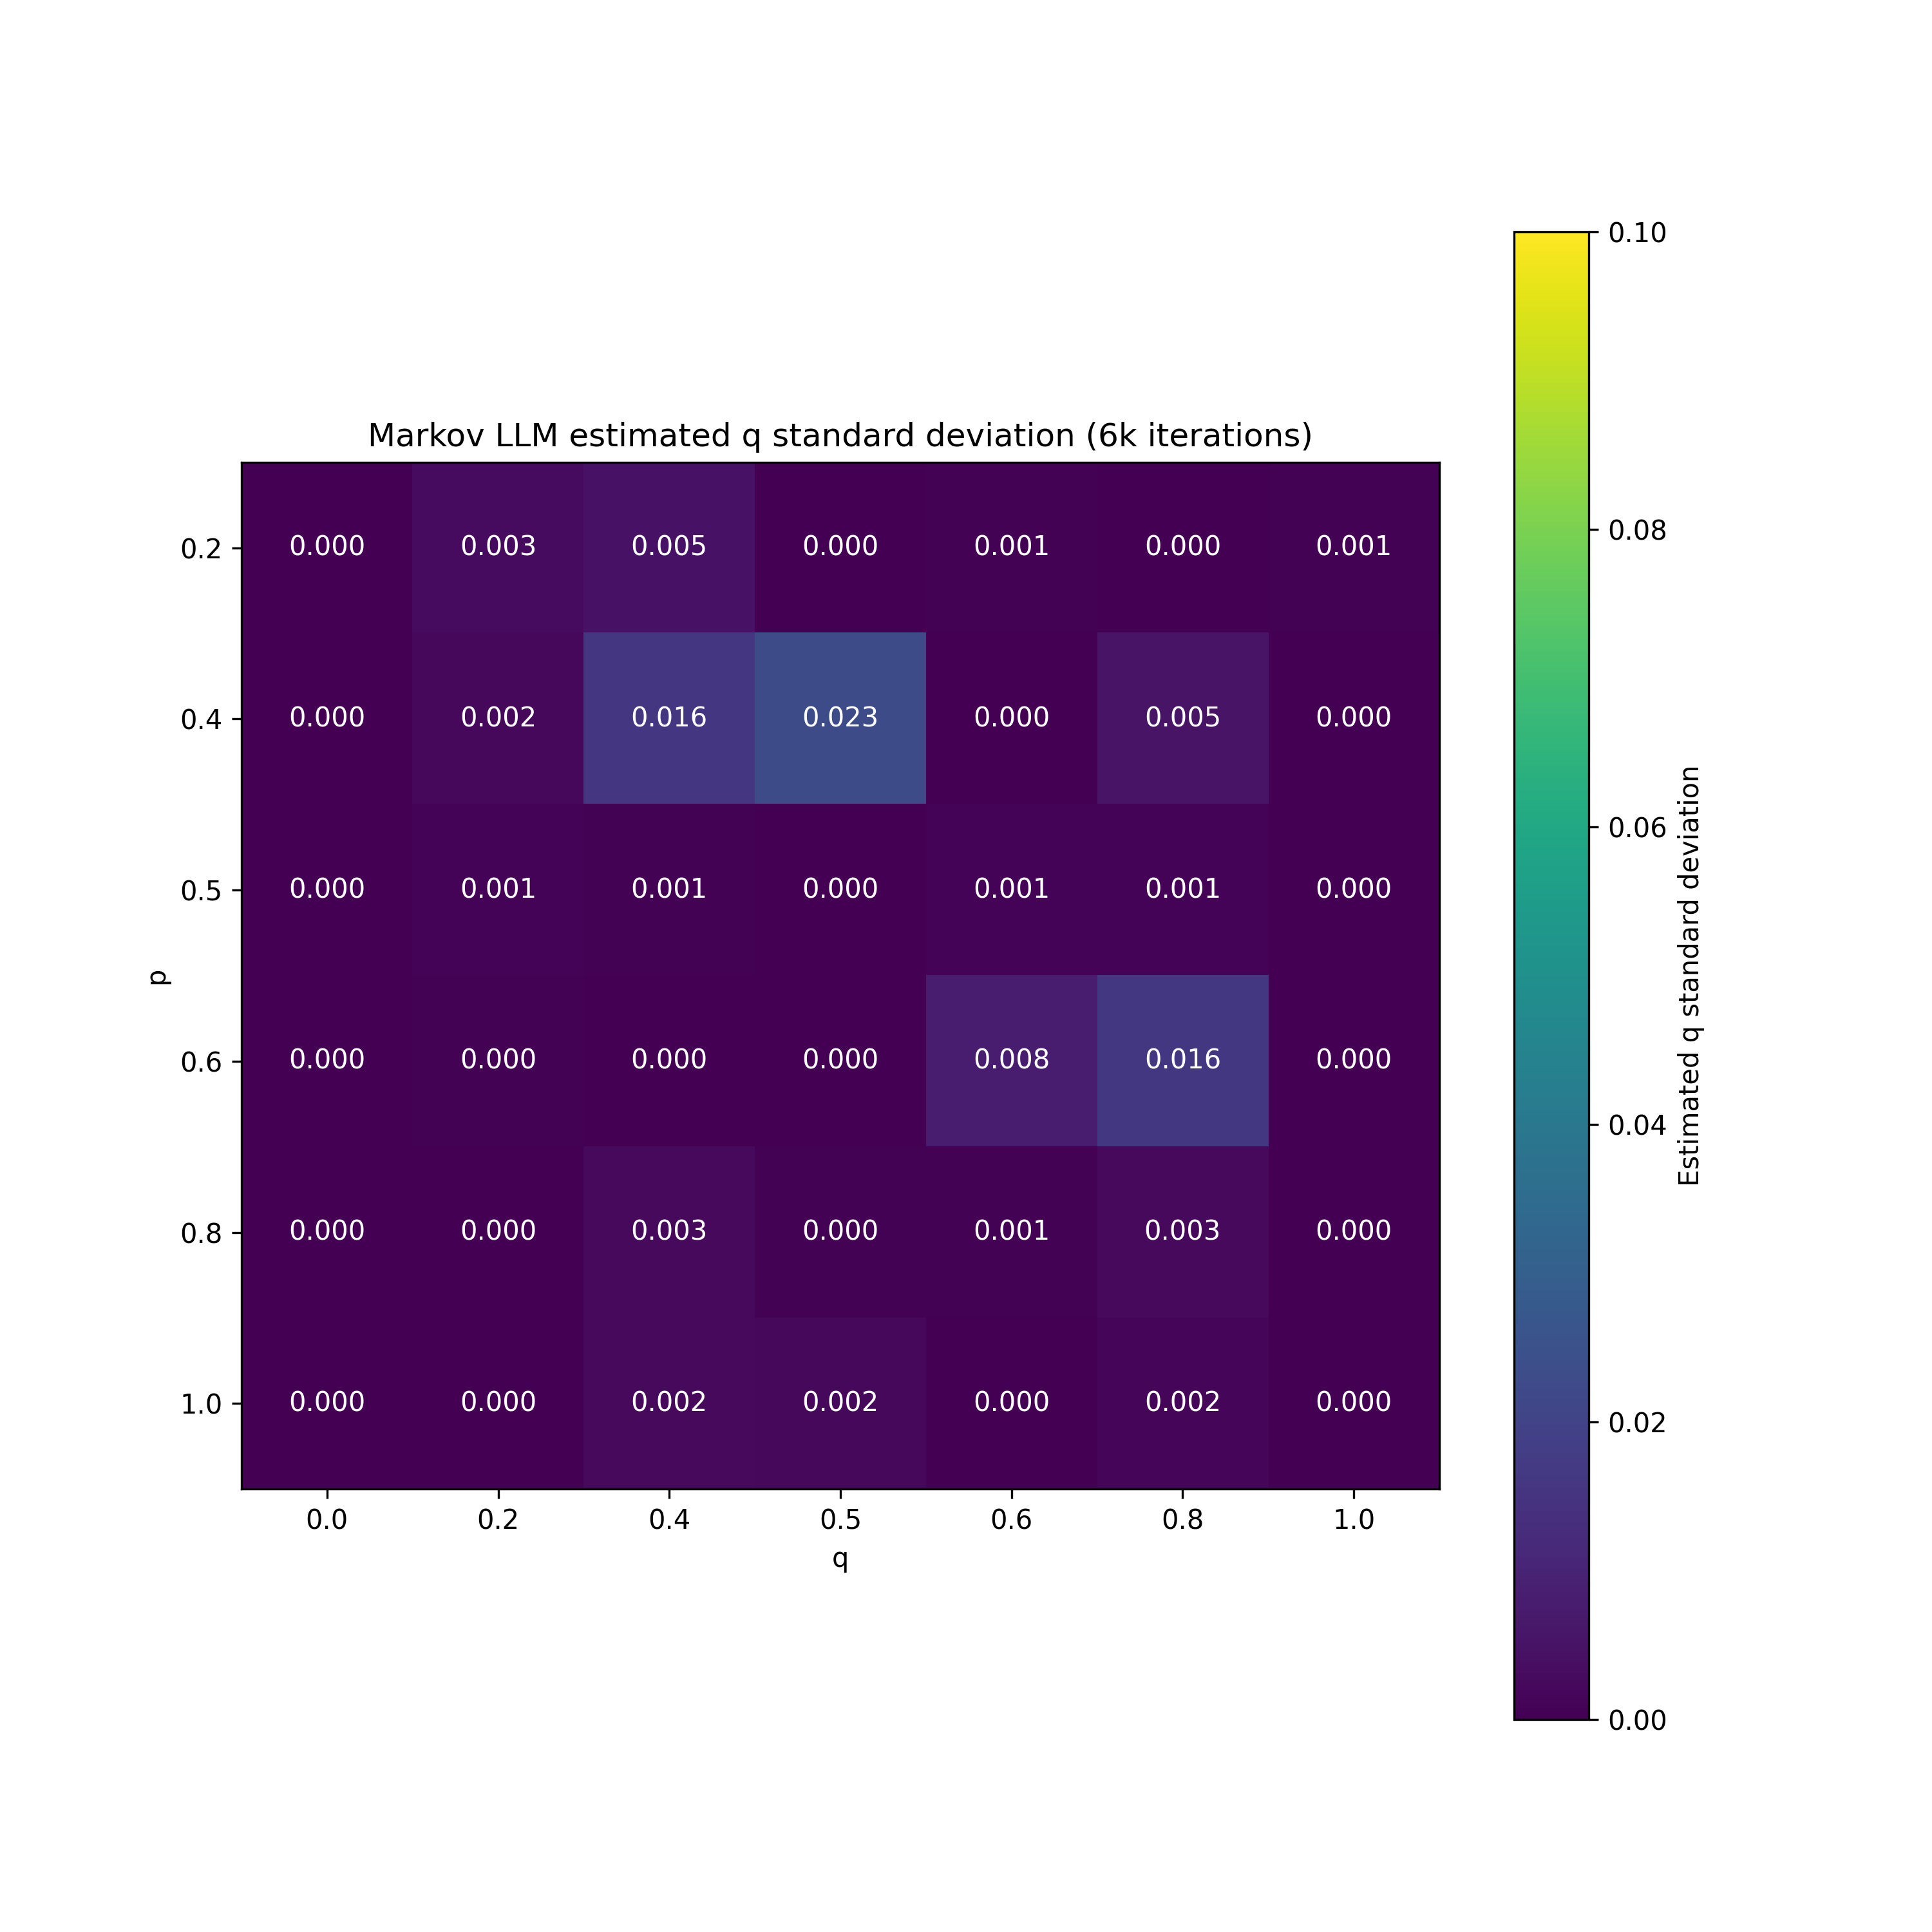 Markov LLM estimated q standard deviation (6k iterations)
0.2 0.000 0.003 0.005 0.000 0.001 0.000 0.001
0.4 0.000 0.002 0.016 0.023 0.000 0.005 0.000
0.5 0.000 0.001 0.001 0.000 0.001 0.001 0.000
p
0.6 0.000 0.000 0.000 0.000 0.008 0.016 0.000
0.8 0.000 0.000 0.003 0.000 0.001 0.003 0.000
1.0 0.000 0.000 0.002 0.002 0.000 0.002 0.000
0.0 0.2 0.4 0.5 0.6 0.8 1.0
q
0.10
0.08
0.06
0.04
0.02
0.00
Estimated q standard deviation